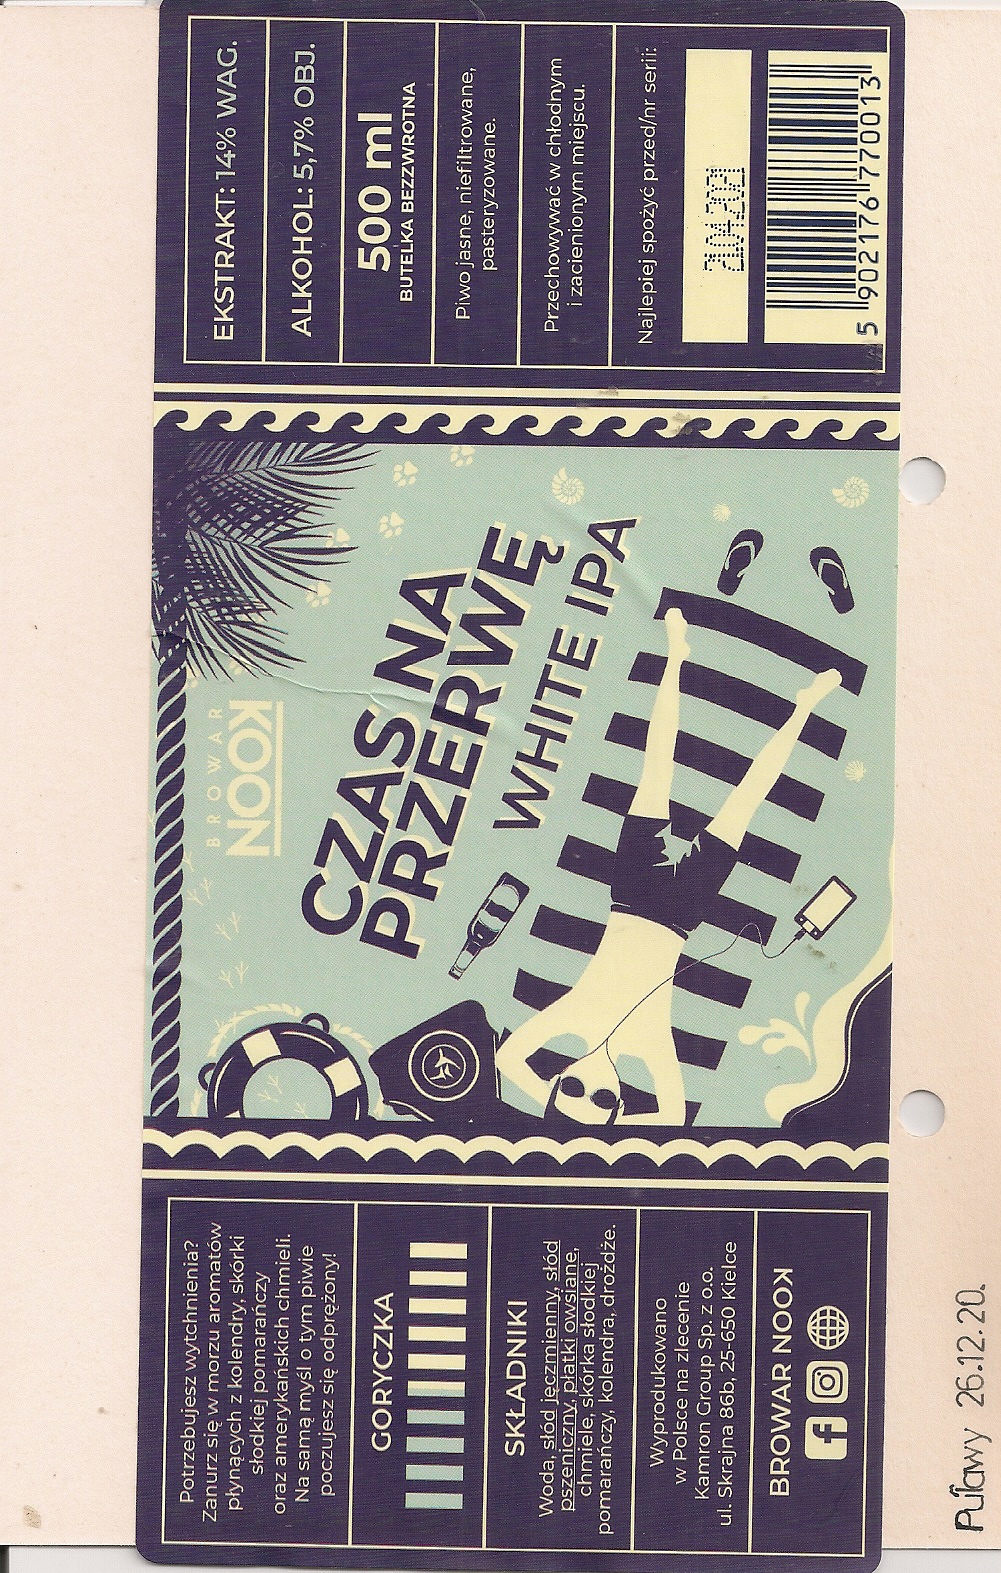 Potrzebujesz wytchnienia?
Zanurz się w morzu aromatów
płynących z kolendry, skórki
słodkiej pomarańczy
oraz amerykańskich chmieli.
Na samą myśl o tym piwie
poczujesz się odprężony!
GORYCZKA
SKŁADNIKI
Woda, słód jęczmienny, słód
pszeniczny, płatki owsiane,
chmiele, skórka słodkiej
pomarańczy, kolendra, drożdże.
Wyprodukowano
w Polsce na zlecenie
Kamron Group Sp. z o.o.
ul. Skrajna 86b, 25-650 Kielce
BROWAR NOOK
BROWAR
NOOK
CZAS NA
PRZERWĘ
WHITE IPA
EKSTRAKT: 14% WAG.
ALKOHOL: 5,7% OBJ.
500 ml
BUTELKA BEZZWROTNA
Piwo jasne, niefiltrowane,
pasteryzowane.
Przechowywać w chłodnym
i zacienionym miejscu.
Najlepiej spożyć przed/nr serii:
21.04.2021
5 902176 770013
Puławy 26.12.20.